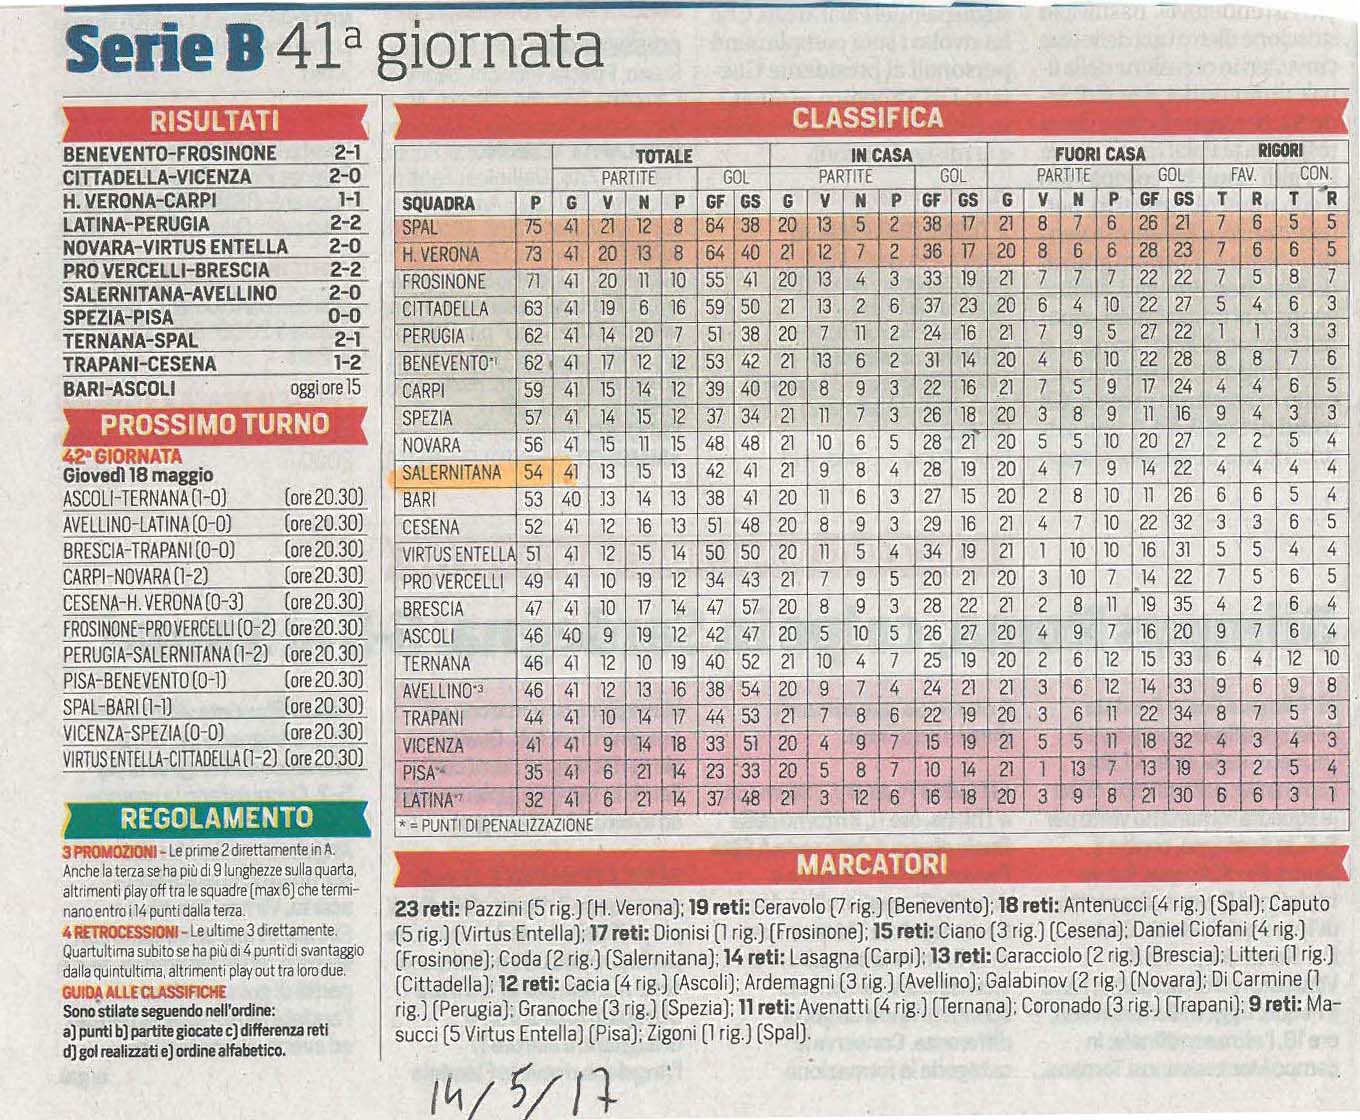 Serie B 41ª giornata
RISULTATI
BENEVENTO-FROSINONE 2-1
CITTADELLA-VICENZA 2-0
H. VERONA-CARPI 1-1
LATINA-PERUGIA 2-2
NOVARA-VIRTUS ENTELLA 2-0
PRO VERCELLI-BRESCIA 2-2
SALERNITANA-AVELLINO 2-0
SPEZIA-PISA 0-0
TERNANA-SPAL 2-1
TRAPANI-CESENA 1-2
BARI-ASCOLI oggi ore 15
PROSSIMO TURNO
42ª GIORNATA
Giovedì 18 maggio
ASCOLI-TERNANA (1-0) (ore 20.30)
AVELLINO-LATINA (0-0) (ore 20.30)
BRESCIA-TRAPANI (0-0) (ore 20.30)
CARPI-NOVARA (1-2) (ore 20.30)
CESENA-H. VERONA (0-3) (ore 20.30)
FROSINONE-PRO VERCELLI (0-2) (ore 20.30)
PERUGIA-SALERNITANA (1-2) (ore 20.30)
PISA-BENEVENTO (0-1) (ore 20.30)
SPAL-BARI (1-1) (ore 20.30)
VICENZA-SPEZIA (0-0) (ore 20.30)
VIRTUS ENTELLA-CITTADELLA (1-2) (ore 20.30)
REGOLAMENTO
3 PROMOZIONI - Le prime 2 direttamente in A.
Anche la terza se ha più di 9 lunghezze sulla quarta,
altrimenti play off tra le squadre (max 6) che termi-
nano entro i 14 punti dalla terza.
4 RETROCESSIONI - Le ultime 3 direttamente.
Quartultima subito se ha più di 4 punti di svantaggio
dalla quintultima, altrimenti play out tra loro due.
GUIDA ALLE CLASSIFICHE
Sono stilate seguendo nell'ordine:
a) punti b) partite giocate c) differenza reti
d) gol realizzati e) ordine alfabetico.
CLASSIFICA
TOTALE IN CASA FUORI CASA RIGORI
PARTITE GOL PARTITE GOL PARTITE GOL FAV. CON.
SQUADRA P G V N P GF GS G V N P GF GS G V N P GF GS T R T R
SPAL 75 41 21 12 8 64 38 20 13 5 2 38 17 21 8 7 6 26 21 7 6 5 5
H. VERONA 73 41 20 13 8 64 40 21 12 7 2 36 17 20 8 6 6 28 23 7 6 6 5
FROSINONE 71 41 20 11 10 55 41 20 13 4 3 33 19 21 7 7 7 22 22 7 5 8 7
CITTADELLA 63 41 19 6 16 59 50 21 13 2 6 37 23 20 6 4 10 22 27 5 4 6 3
PERUGIA 62 41 14 20 7 51 38 20 7 11 2 24 16 21 7 9 5 27 22 1 1 3 3
BENEVENTO*¹ 62 41 17 12 12 53 42 21 13 6 2 31 14 20 4 6 10 22 28 8 8 7 6
CARPI 59 41 15 14 12 39 40 20 8 9 3 22 16 21 7 5 9 17 24 4 4 6 5
SPEZIA 57 41 14 15 12 37 34 21 11 7 3 26 18 20 3 8 9 11 16 9 4 3 3
NOVARA 56 41 15 11 15 48 48 21 10 6 5 28 21 20 5 5 10 20 27 2 2 5 4
SALERNITANA 54 41 13 15 13 42 41 21 9 8 4 28 19 20 4 7 9 14 22 4 4 4 4
BARI 53 40 13 14 13 38 41 20 11 6 3 27 15 20 2 8 10 11 26 6 6 5 4
CESENA 52 41 12 16 13 51 48 20 8 9 3 29 16 21 4 7 10 22 32 3 3 6 5
VIRTUS ENTELLA 51 41 12 15 14 50 50 20 11 5 4 34 19 21 1 10 10 16 31 5 5 4 4
PRO VERCELLI 49 41 10 19 12 34 43 21 7 9 5 20 21 20 3 10 7 14 22 7 5 6 5
BRESCIA 47 41 10 17 14 47 57 20 8 9 3 28 22 21 2 8 11 19 35 4 2 6 4
ASCOLI 46 40 9 19 12 42 47 20 5 10 5 26 27 20 4 9 7 16 20 9 7 6 4
TERNANA 46 41 12 10 19 40 52 21 10 4 7 25 19 20 2 6 12 15 33 6 4 12 10
AVELLINO*³ 46 41 12 13 16 38 54 20 9 7 4 24 21 21 3 6 12 14 33 9 6 9 8
TRAPANI 44 41 10 14 17 44 53 21 7 8 6 22 19 20 3 6 11 22 34 8 7 5 3
VICENZA 41 41 9 14 18 33 51 20 4 9 7 15 19 21 5 5 11 18 32 4 3 4 3
PISA*⁴ 35 41 6 21 14 23 33 20 5 8 7 10 14 21 1 13 7 13 19 3 2 5 4
LATINA*⁷ 32 41 6 21 14 37 48 21 3 12 6 16 18 20 3 9 8 21 30 6 6 3 1
* = PUNTI DI PENALIZZAZIONE
MARCATORI
23 reti: Pazzini (5 rig.) (H. Verona); 19 reti: Ceravolo (7 rig.) (Benevento); 18 reti: Antenucci (4 rig.) (Spal); Caputo
(5 rig.) (Virtus Entella); 17 reti: Dionisi (1 rig.) (Frosinone); 15 reti: Ciano (3 rig.) (Cesena); Daniel Ciofani (4 rig.)
(Frosinone); Coda (2 rig.) (Salernitana); 14 reti: Lasagna (Carpi); 13 reti: Caracciolo (2 rig.) (Brescia); Litteri (1 rig.)
(Cittadella); 12 reti: Cacia (4 rig.) (Ascoli); Ardemagni (3 rig.) (Avellino); Galabinov (2 rig.) (Novara); Di Carmine (1
rig.) (Perugia); Granoche (3 rig.) (Spezia); 11 reti: Avenatti (4 rig.) (Ternana); Coronado (3 rig.) (Trapani); 9 reti: Ma-
succi (5 Virtus Entella) (Pisa); Zigoni (1 rig.) (Spal).
14/5/17